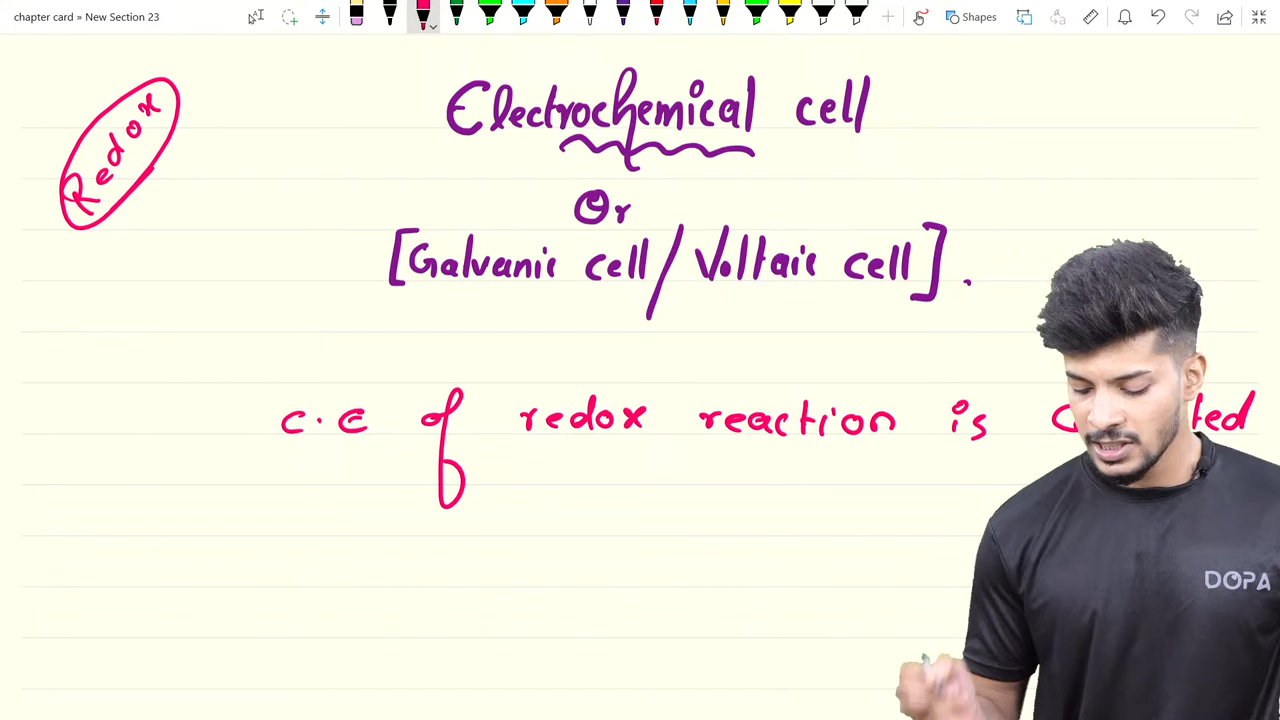 chapter card » New Section 23
Shapes
Redox
Electrochemical cell
Or
[Galvanic cell/Voltaic cell].
C.E of redox reaction is
DOPA